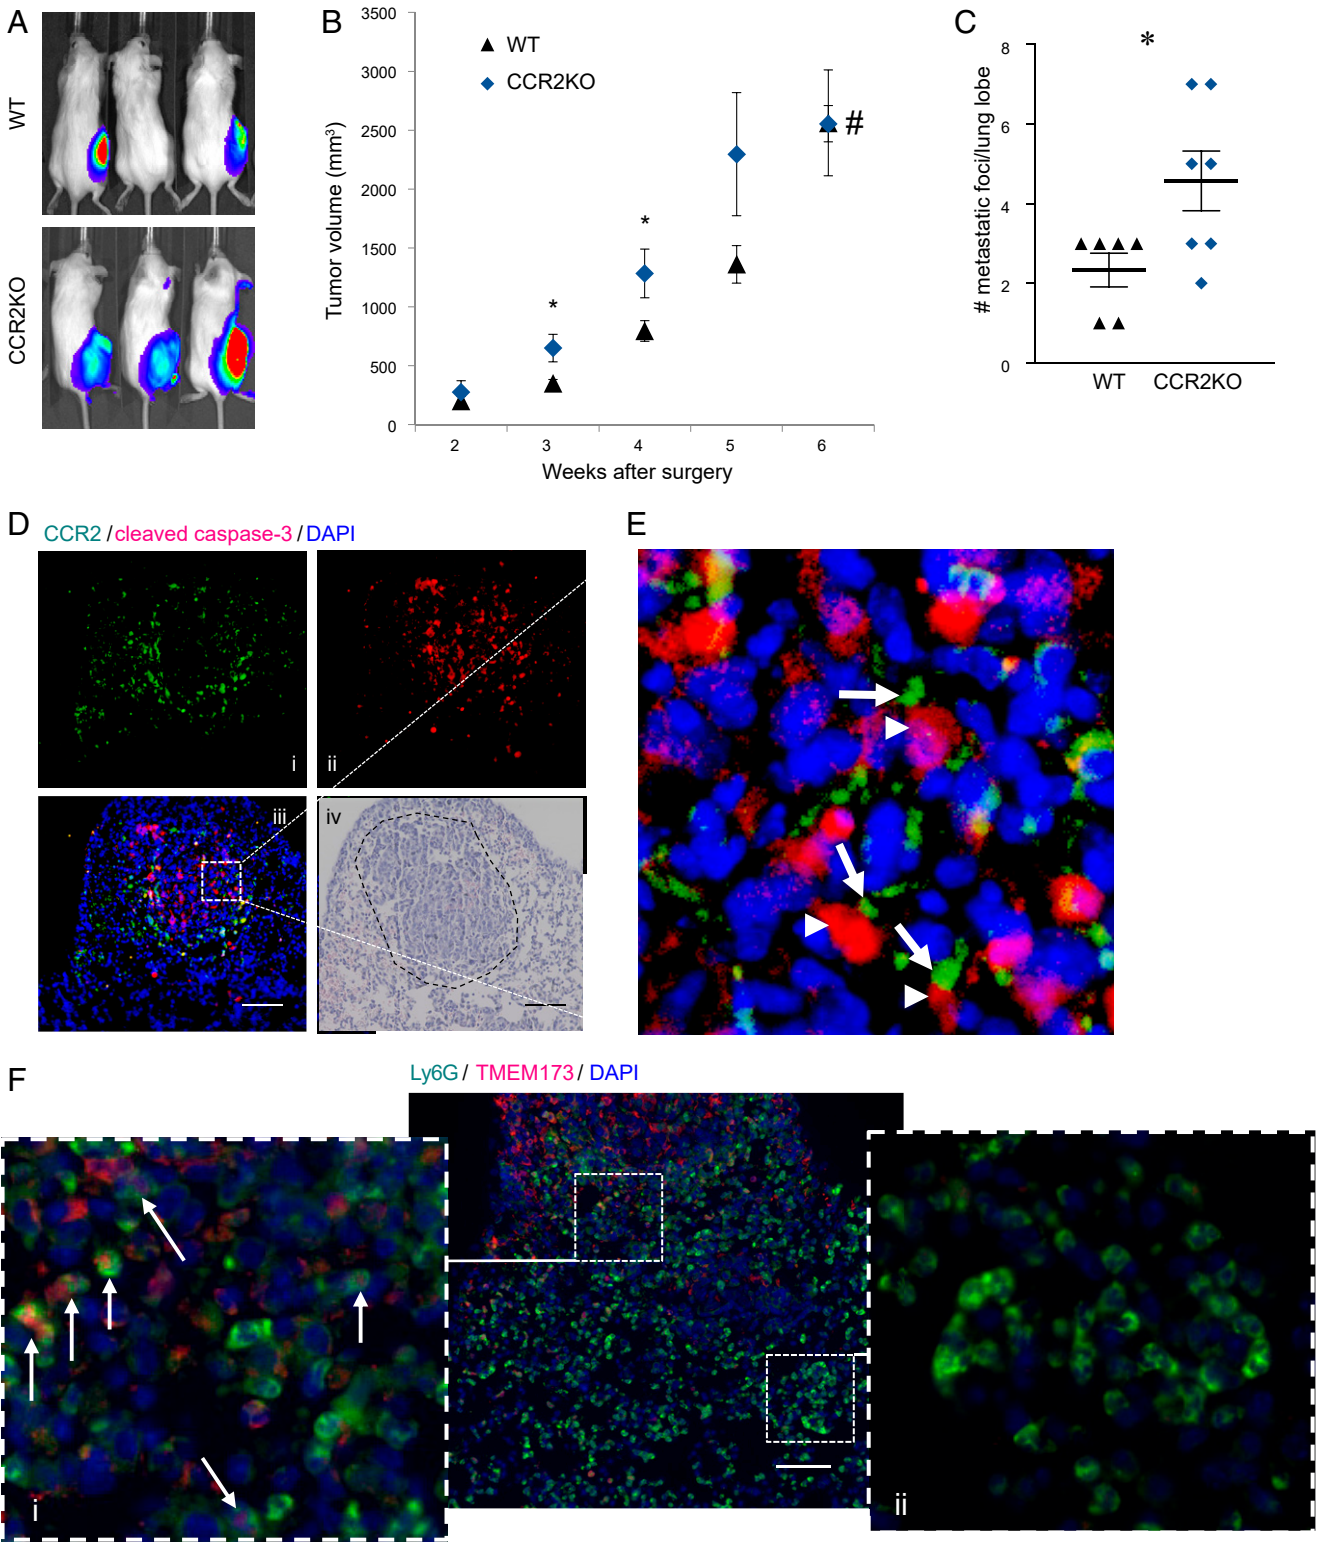 A
WT
CCR2KO
B
3500
3000
2500
2000
1500
1000
500
0
Tumor volume (mm³)
WT
CCR2KO
*
*
#
2 3 4 5 6
Weeks after surgery
C
*
8
6
4
2
0
# metastatic foci/lung lobe
WT CCR2KO
D
CCR2 / cleaved caspase-3 / DAPI
i
ii
iii
iv
E
F
Ly6G / TMEM173 / DAPI
i
ii